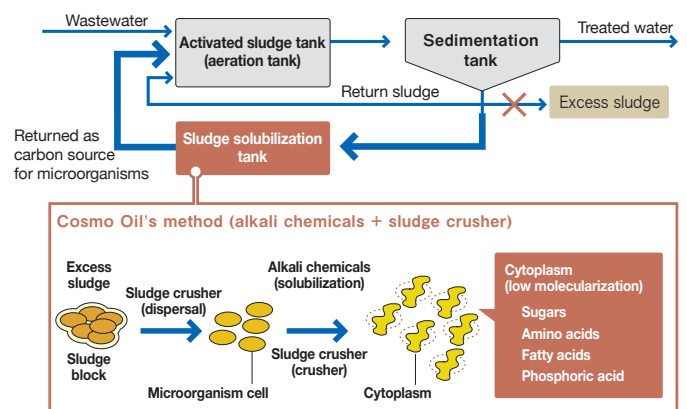 Wastewater
Activated sludge tank
(aeration tank)
Sedimentation
tank
Treated water
Return sludge
Excess sludge
Returned as
carbon source
for microorganisms
Sludge solubilization
tank
Cosmo Oil's method (alkali chemicals + sludge crusher)
Excess
sludge
Sludge
block
Sludge crusher
(dispersal)
Microorganism cell
Alkali chemicals
(solubilization)
Sludge crusher
(crusher)
Cytoplasm
Cytoplasm
(low molecularization)
Sugars
Amino acids
Fatty acids
Phosphoric acid